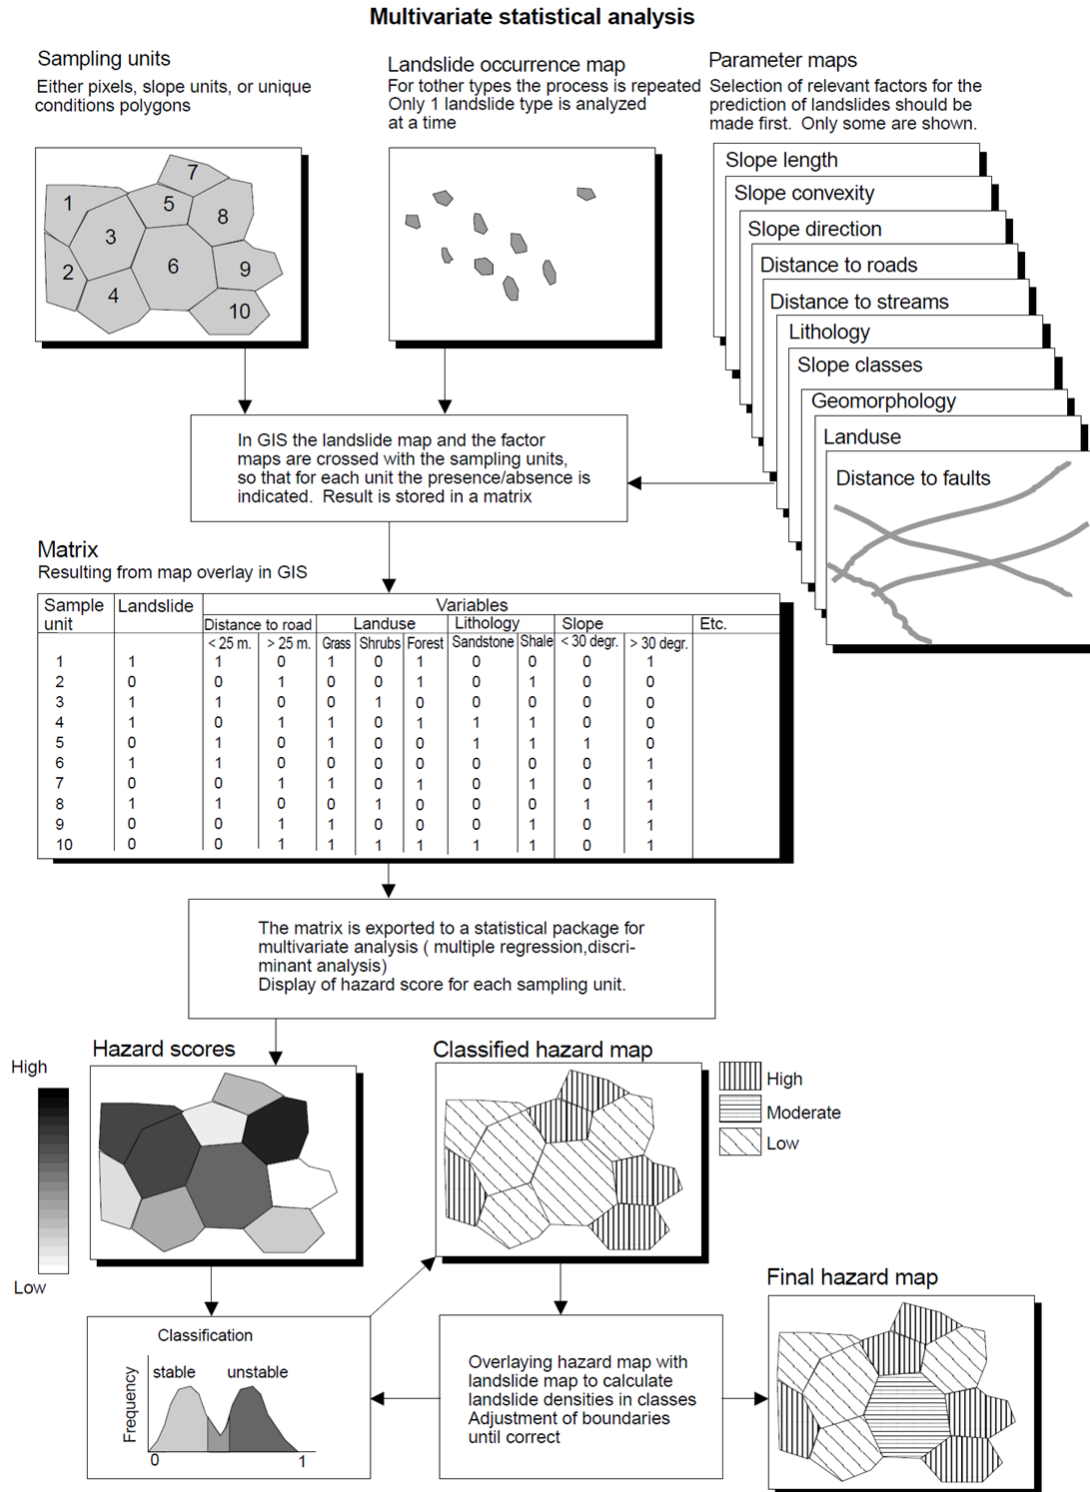 Multivariate statistical analysis
Sampling units
Either pixels, slope units, or unique
conditions polygons
Landslide occurrence map
For tother types the process is repeated
Only 1 landslide type is analyzed
at a time
Parameter maps
Selection of relevant factors for the
prediction of landslides should be
made first. Only some are shown.
1
2
3
4
5
6
7
8
9
10
Slope length
Slope convexity
Slope direction
Distance to roads
Distance to streams
Lithology
Slope classes
Geomorphology
Landuse
Distance to faults
In GIS the landslide map and the factor
maps are crossed with the sampling units,
so that for each unit the presence/absence is
indicated. Result is stored in a matrix
Matrix
Resulting from map overlay in GIS
Sample unit Landslide Variables
Distance to road Landuse Lithology Slope Etc.
< 25 m. > 25 m. Grass Shrubs Forest Sandstone Shale < 30 degr. > 30 degr.
1 1 1 0 1 0 1 0 0 0 1
2 0 0 1 0 0 1 0 1 0 0
3 1 1 0 0 1 0 0 0 0 0
4 1 0 1 1 0 1 1 1 0 0
5 0 1 0 1 0 0 1 1 1 0
6 1 1 0 0 0 0 0 0 0 1
7 0 0 1 1 0 1 0 1 0 1
8 1 1 0 0 1 0 0 0 1 1
9 0 0 1 1 0 0 0 1 0 1
10 0 0 1 1 1 1 1 1 0 1
The matrix is exported to a statistical package for
multivariate analysis ( multiple regression,discri-
minant analysis)
Display of hazard score for each sampling unit.
Hazard scores
High
Low
Classified hazard map
High
Moderate
Low
Classification
stable unstable
Frequency
0 1
Overlaying hazard map with
landslide map to calculate
landslide densities in classes
Adjustment of boundaries
until correct
Final hazard map